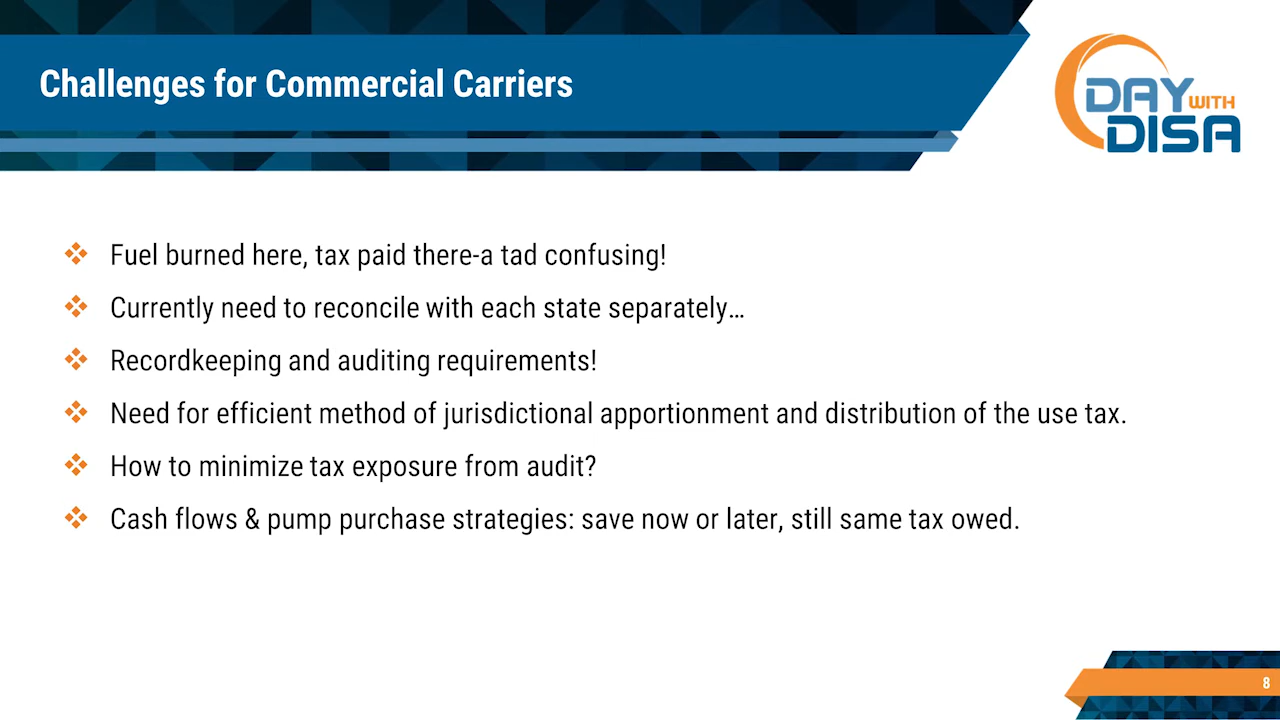 Challenges for Commercial Carriers
DAY WITH
DISA
Fuel burned here, tax paid there-a tad confusing!
Currently need to reconcile with each state separately…
Recordkeeping and auditing requirements!
Need for efficient method of jurisdictional apportionment and distribution of the use tax.
How to minimize tax exposure from audit?
Cash flows & pump purchase strategies: save now or later, still same tax owed.
8